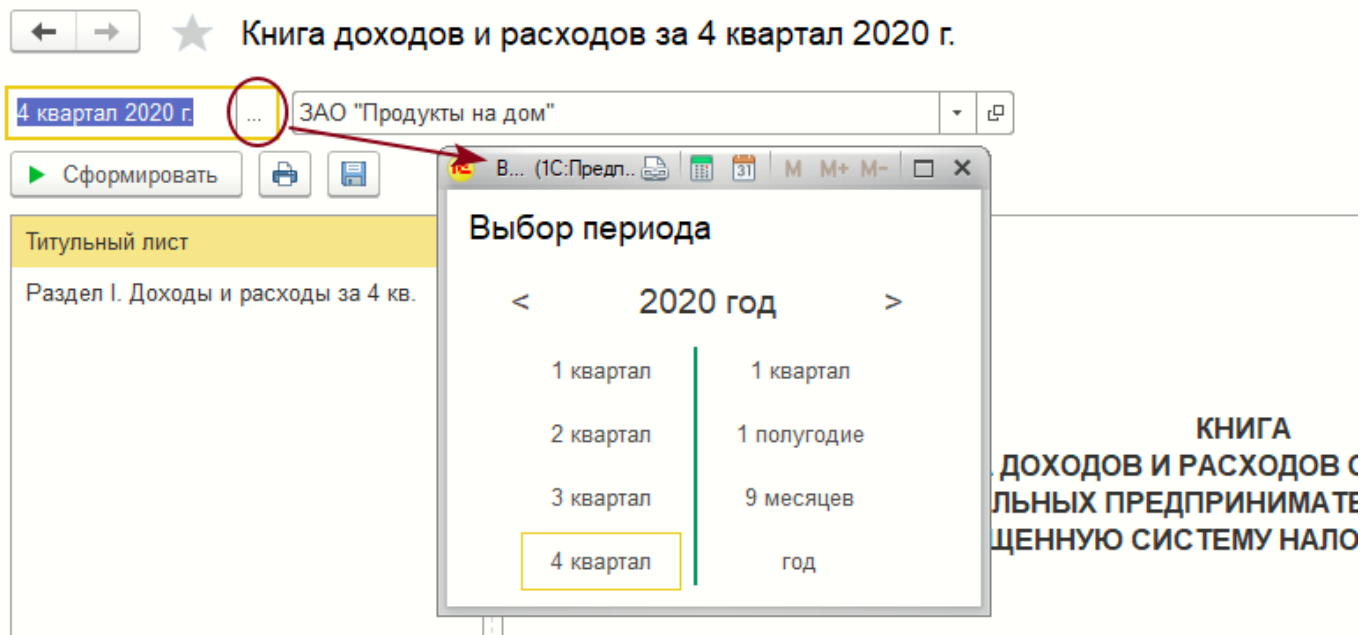 Книга доходов и расходов за 4 квартал 2020 г.
4 квартал 2020 г. ... ЗАО "Продукты на дом"
Сформировать
В... (1С:Предп.. 31 M M+ M-
Титульный лист
Выбор периода
Раздел I. Доходы и расходы за 4 кв.
< 2020 год >
1 квартал 1 квартал
2 квартал 1 полугодие
3 квартал 9 месяцев
4 квартал год
КНИГА
ДОХОДОВ И РАСХОДОВ
ЛЬНЫХ ПРЕДПРИНИМАТЕ
ЩЕННУЮ СИСТЕМУ НАЛО